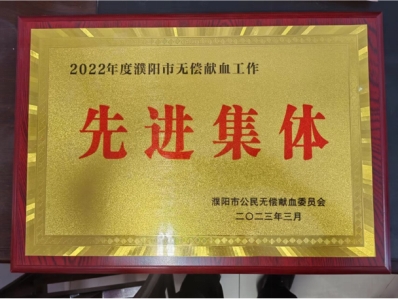 2022年度濮阳市无偿献血工作
先进集体
濮阳市公民无偿献血委员会
二〇二三年三月